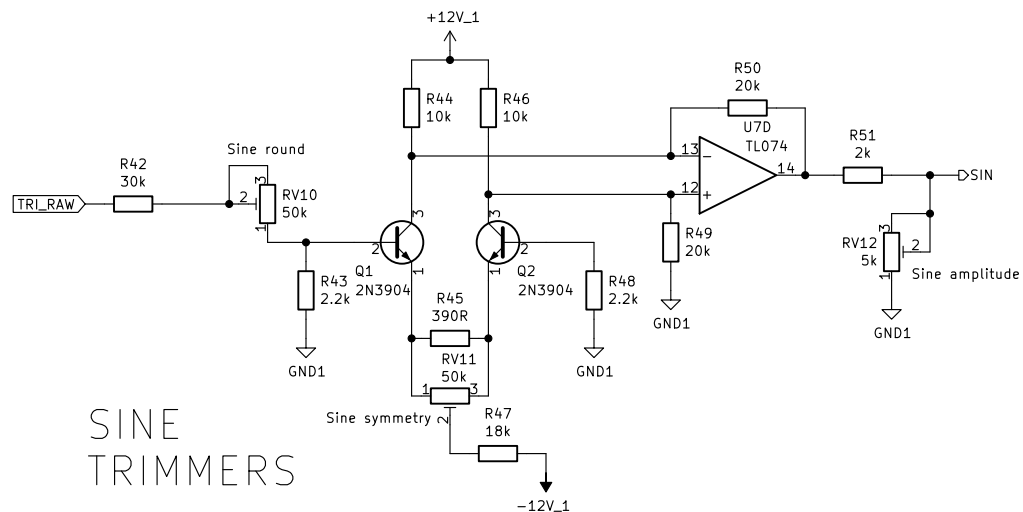 +12V_1
R44
10k
R46
10k
R50
20k
U7D
TL074
13
14
12
R51
2k
SIN
Sine round
R42
30k
TRI_RAW
3
2
RV10
50k
1
3
3
2
2
Q1
2N3904
1
1
Q2
2N3904
R43
2.2k
GND1
R48
2.2k
GND1
R49
20k
GND1
3
RV12
5k
2
1
Sine amplitude
GND1
R45
390R
RV11
50k
1
3
2
Sine symmetry
R47
18k
-12V_1
SINE
TRIMMERS